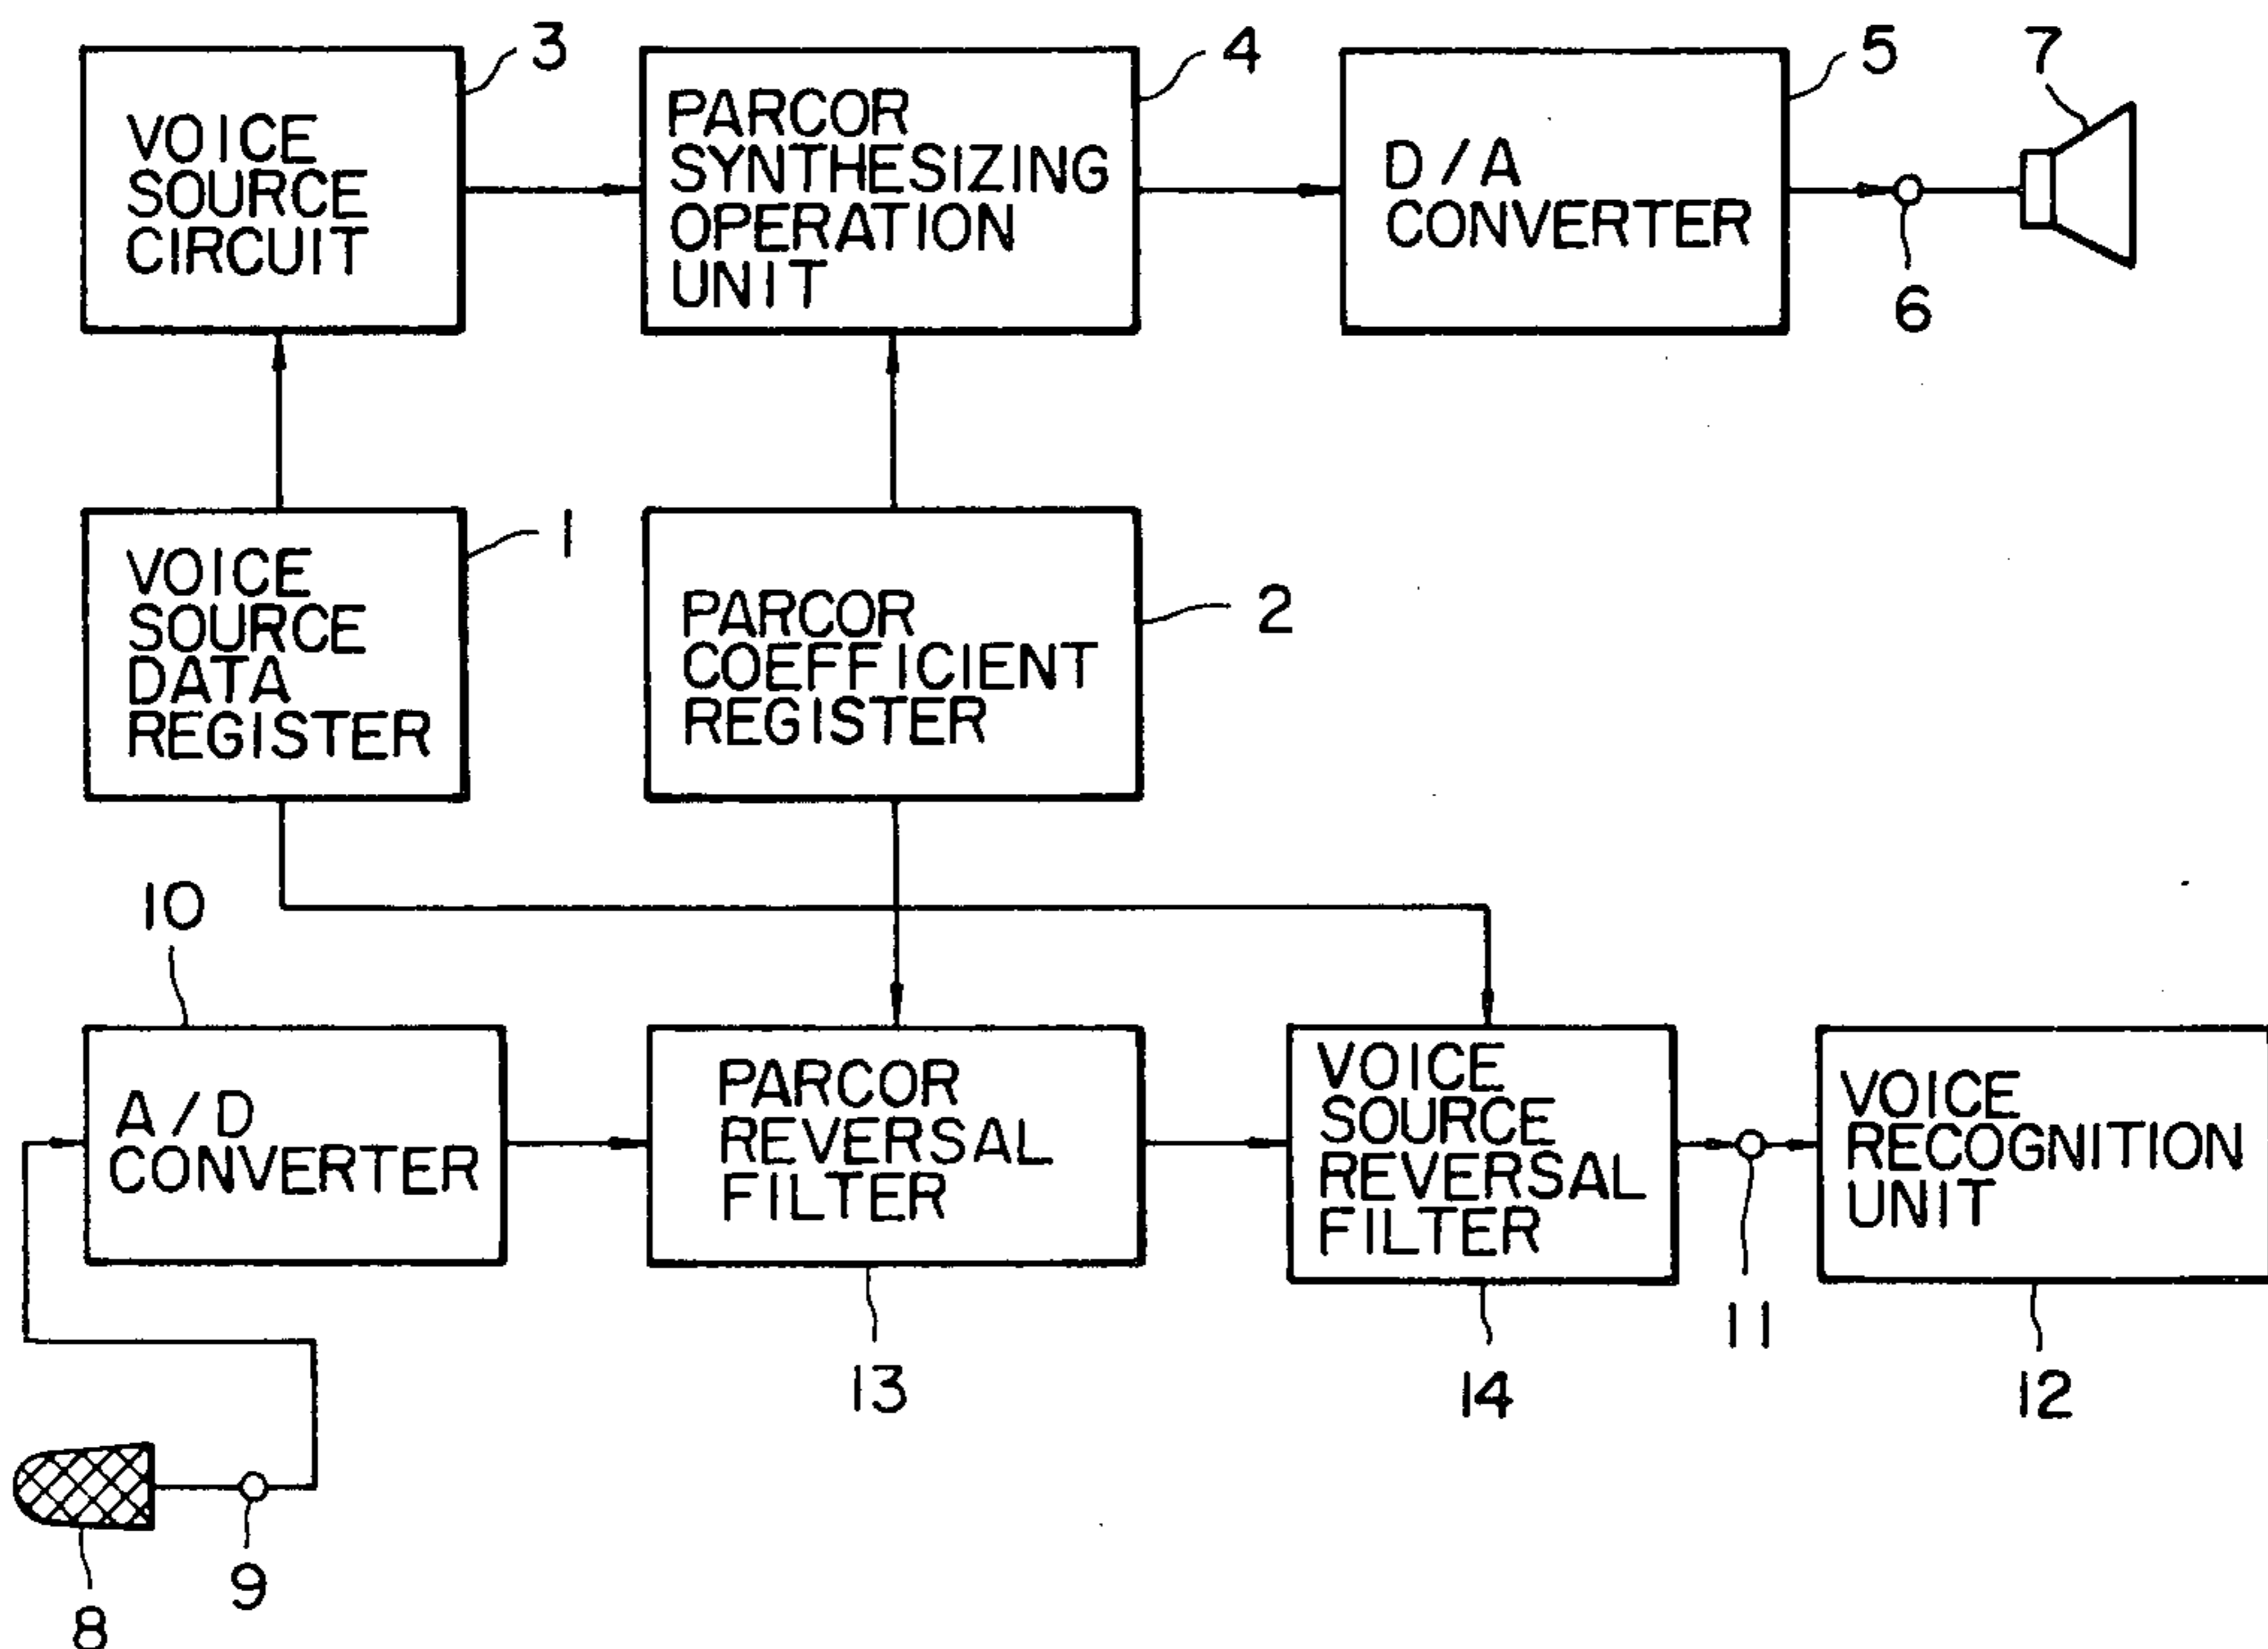 3
4
5
7
VOICE
SOURCE
CIRCUIT
PARCOR
SYNTHESIZING
OPERATION
UNIT
D/A
CONVERTER
6
1
VOICE
SOURCE
DATA
REGISTER
2
PARCOR
COEFFICIENT
REGISTER
10
A/D
CONVERTER
PARCOR
REVERSAL
FILTER
VOICE
SOURCE
REVERSAL
FILTER
VOICE
RECOGNITION
UNIT
11
13
14
12
9
8